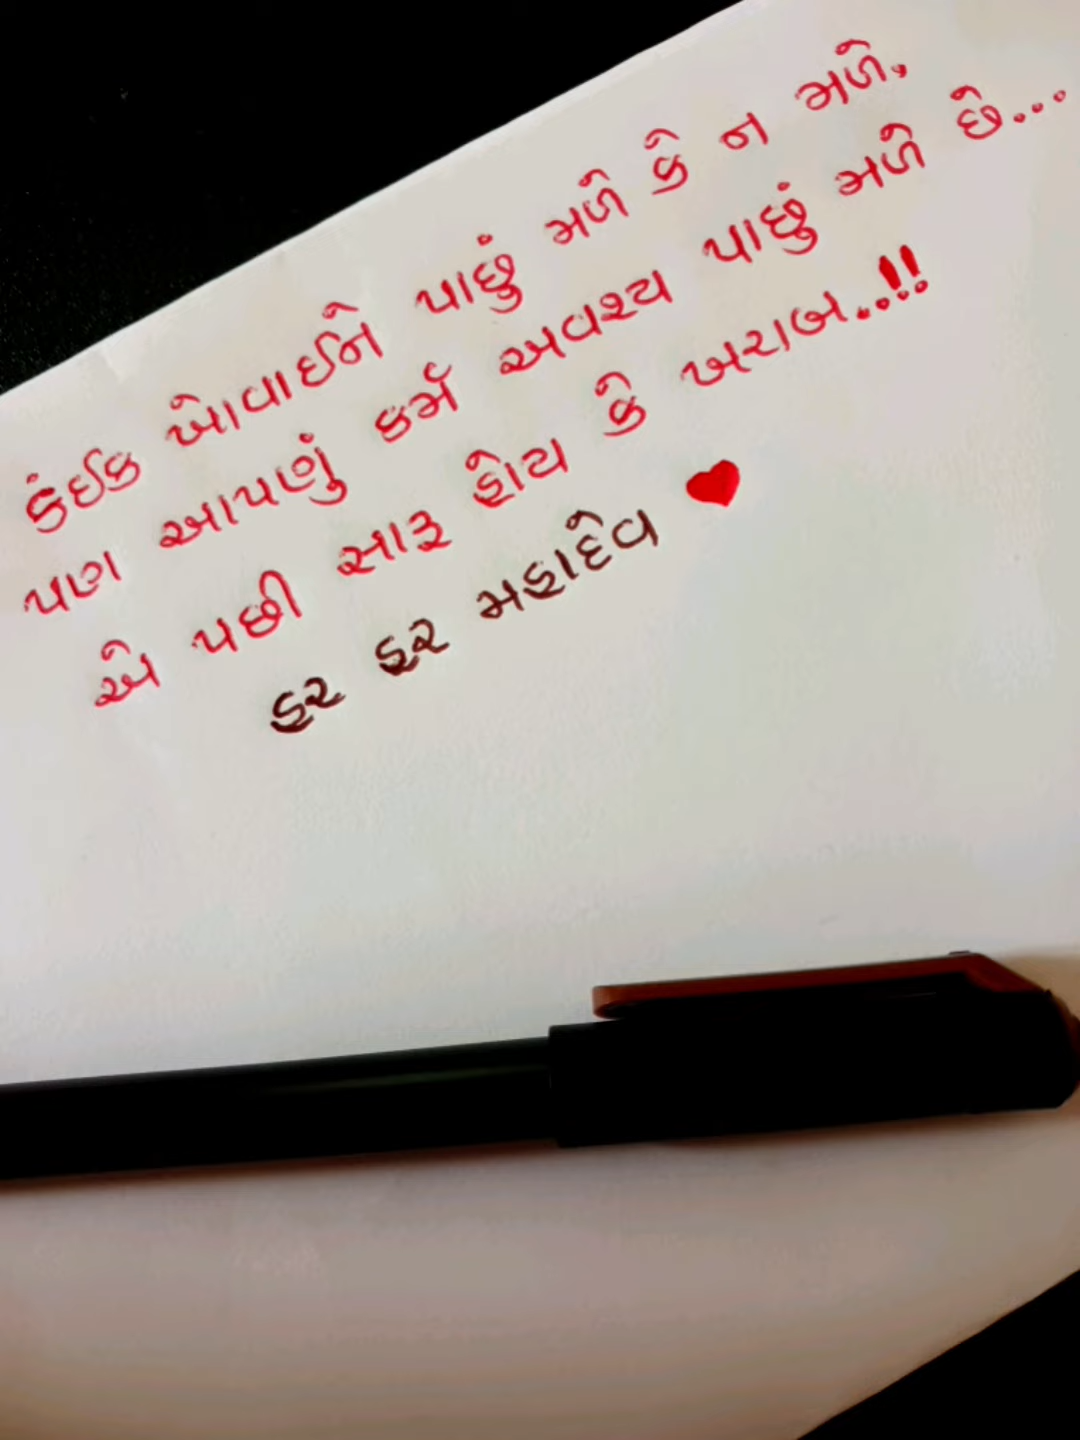 કંઈક ખોવાઈને પાછું મળે કે ન મળે.
પણ આપણું કર્મ અવશ્ય પાછું મળે છે...
એ પછી સારૂ હોય કે ખરાબ..!!
હર હર મહાદેવ ♥